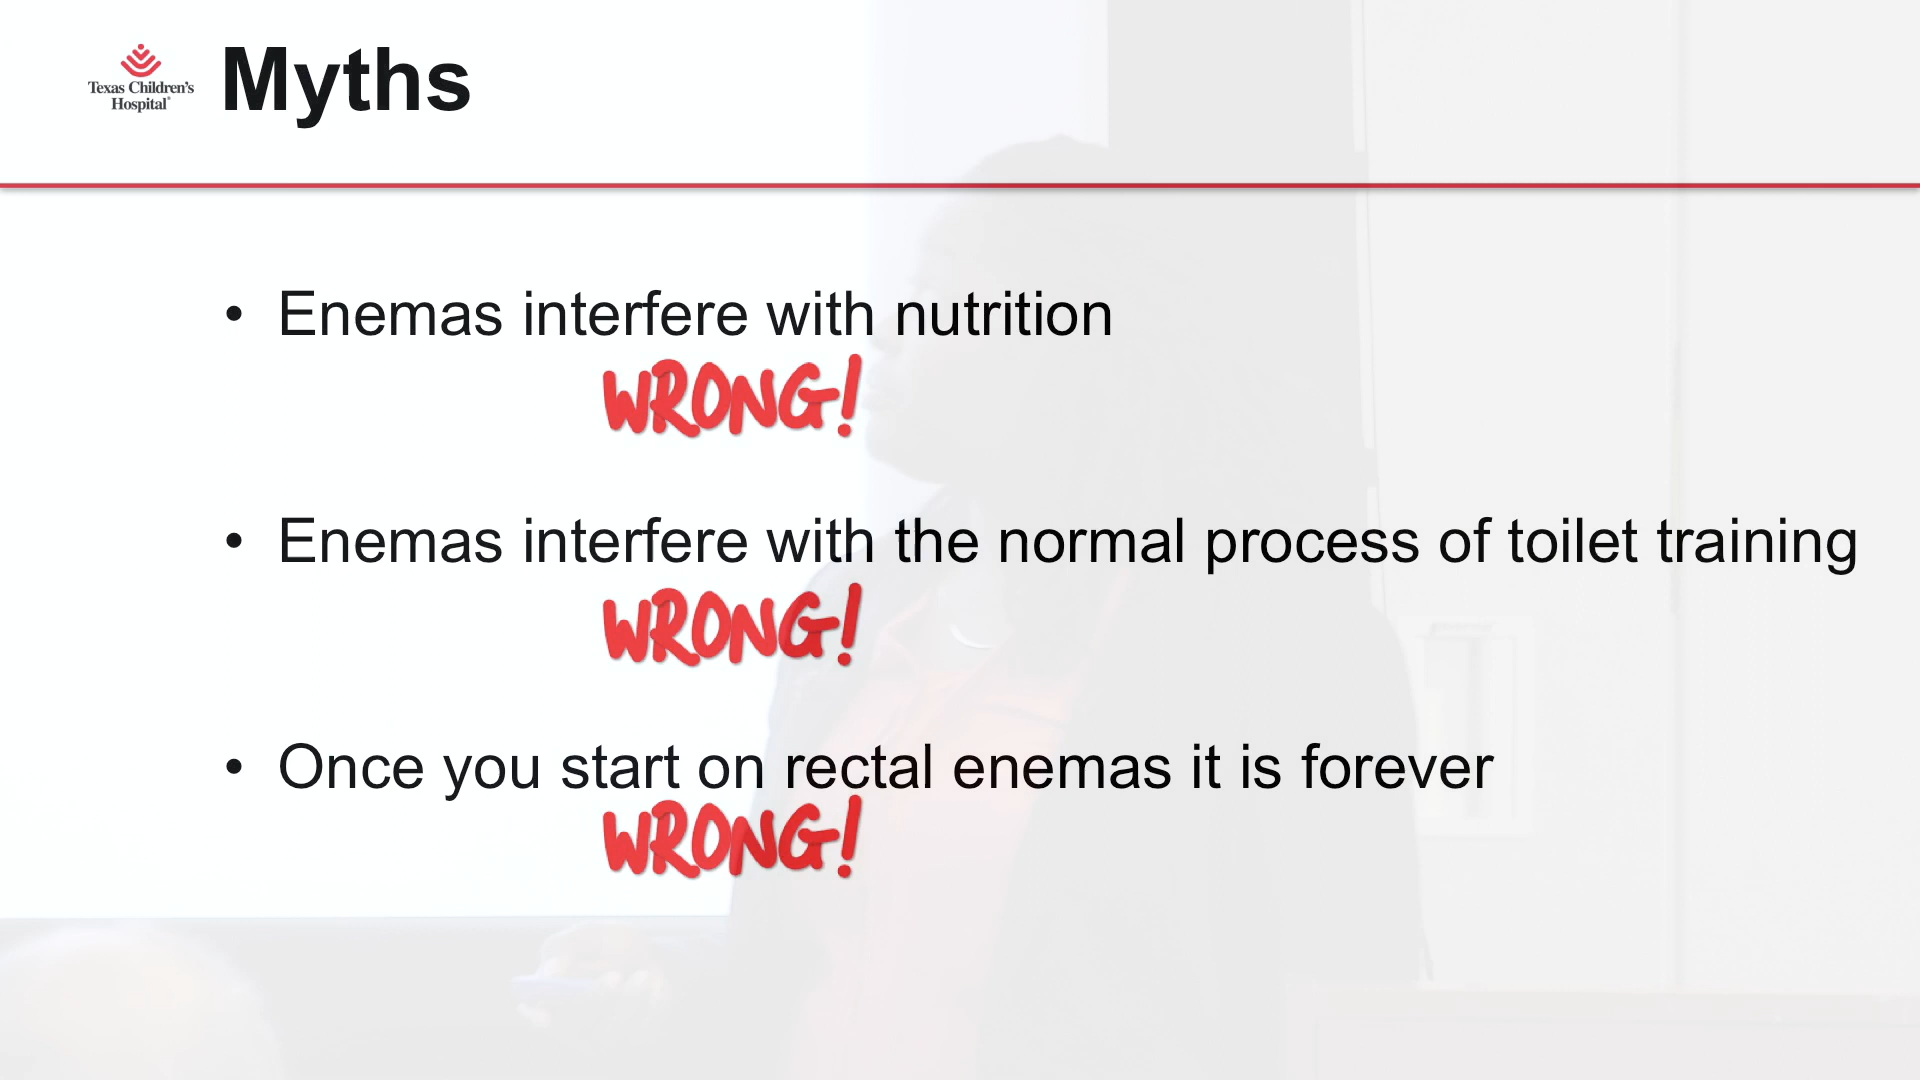 Texas Children's
Hospital®
Myths
• Enemas interfere with nutrition
WRONG!
• Enemas interfere with the normal process of toilet training
WRONG!
• Once you start on rectal enemas it is forever
WRONG!